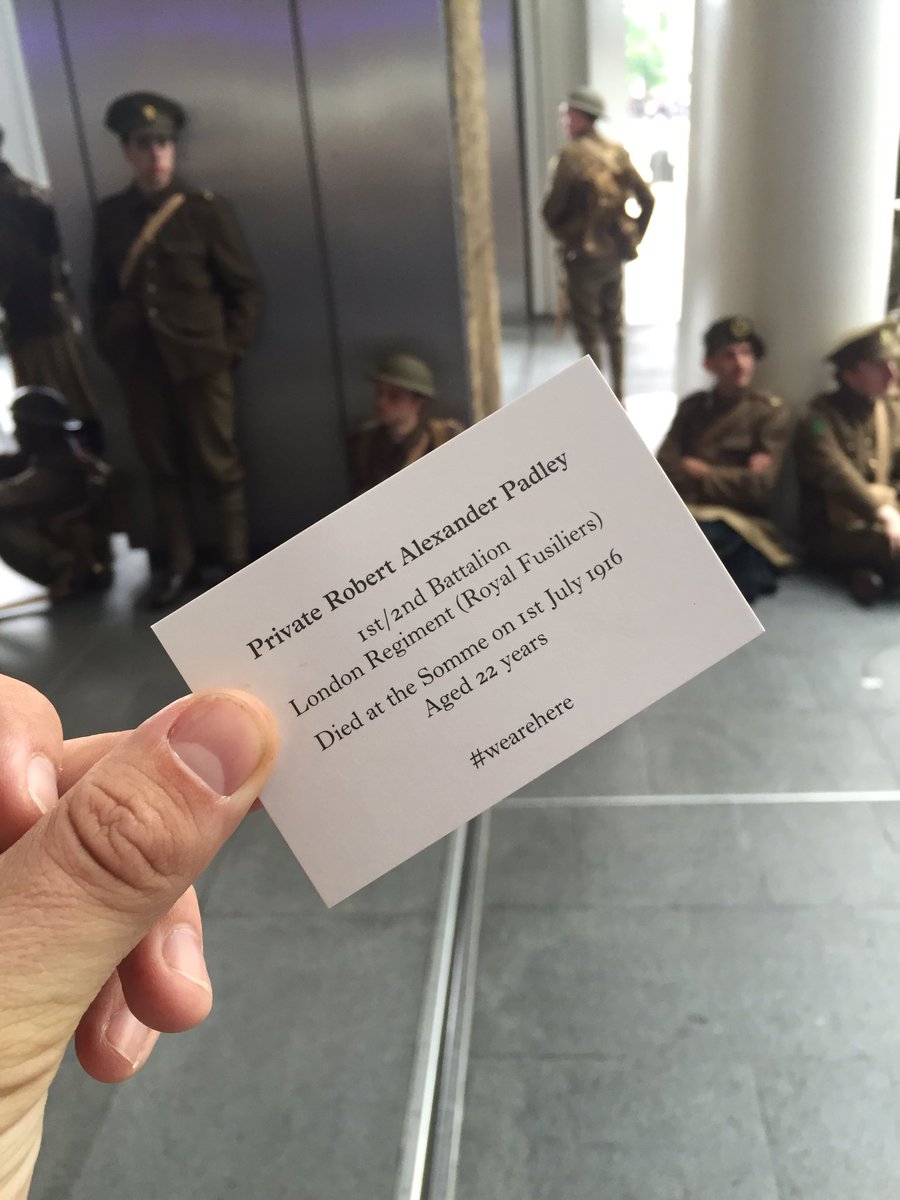 Private Robert Alexander Padley
1st/2nd Battalion
London Regiment (Royal Fusiliers)
Died at the Somme on 1st July 1916
Aged 22 years
#wearehere